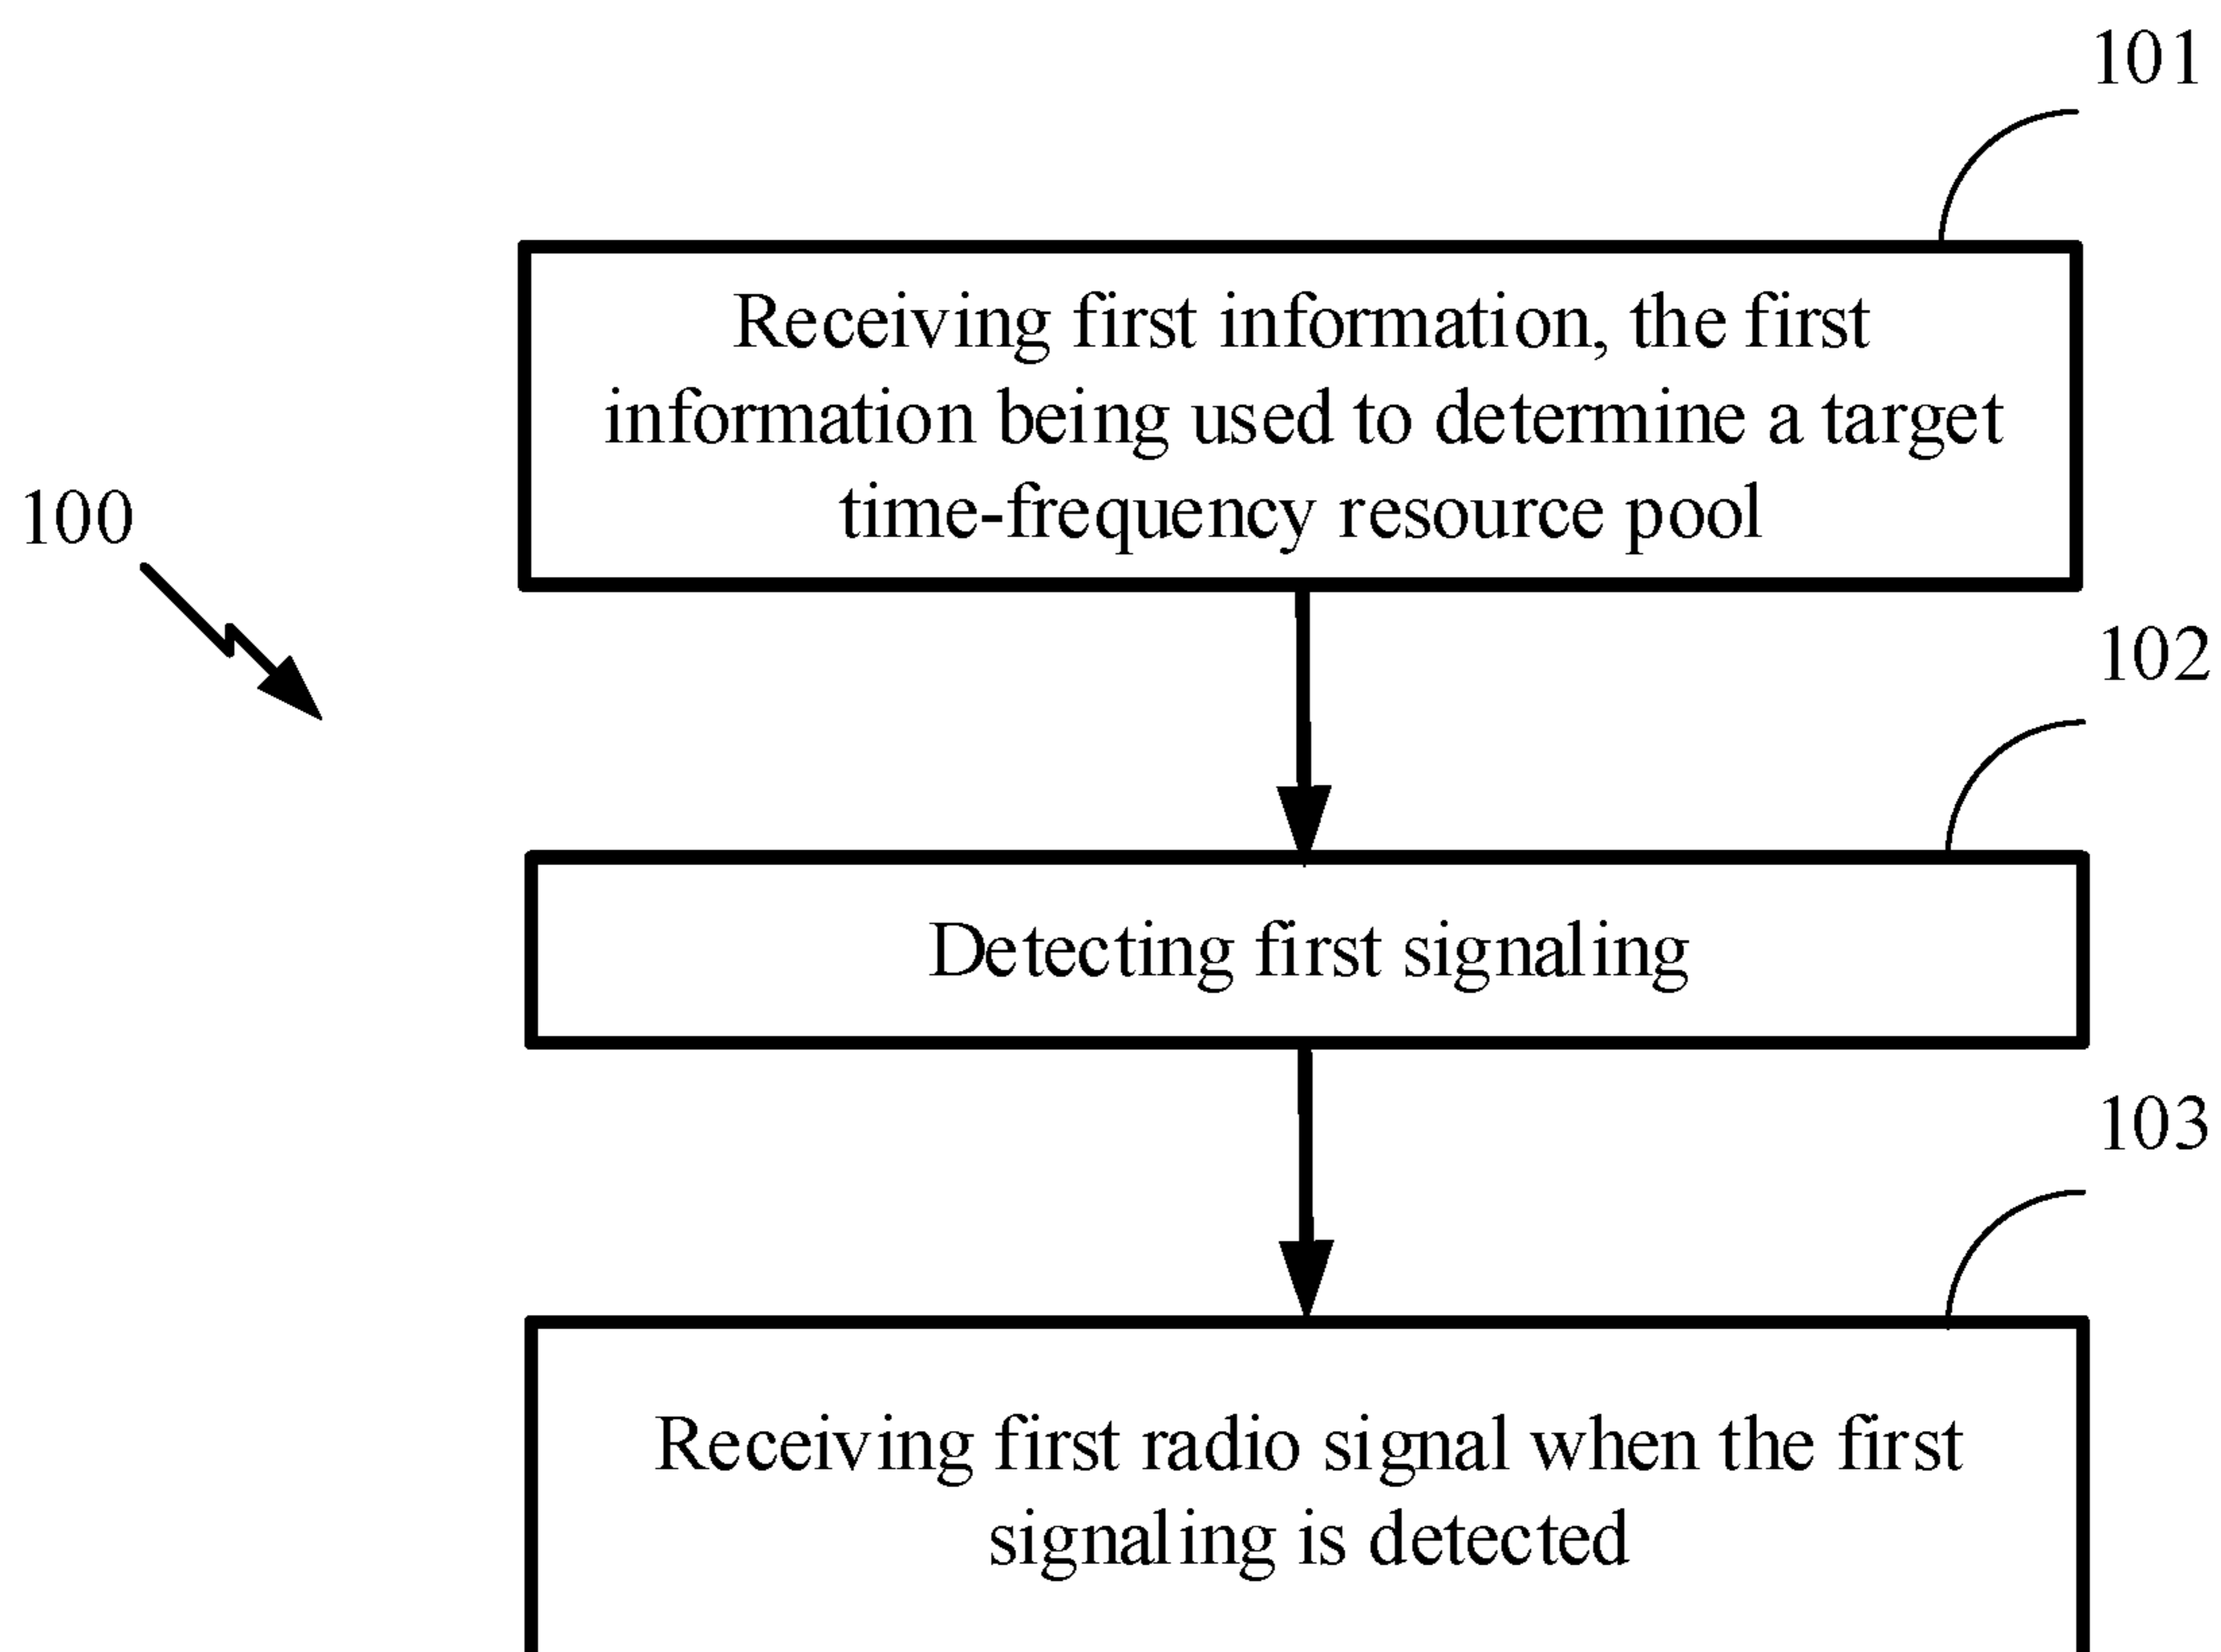 101
Receiving first information, the first
information being used to determine a target
time-frequency resource pool
100
102
Detecting first signaling
103
Receiving first radio signal when the first
signaling is detected